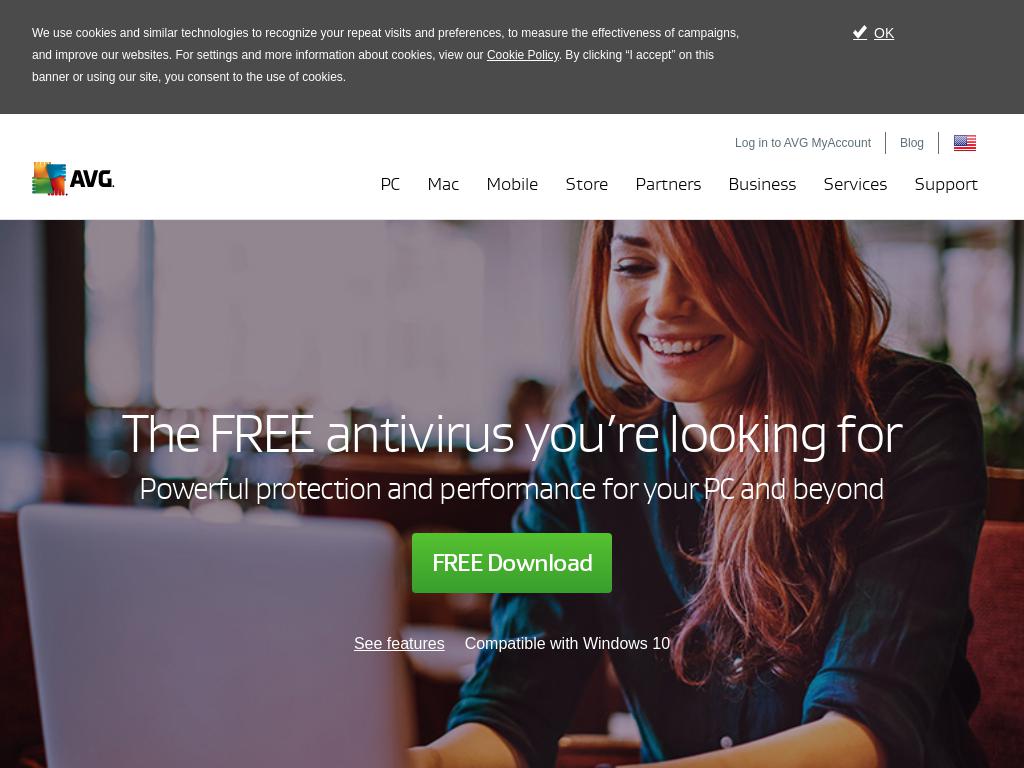 We use cookies and similar technologies to recognize your repeat visits and preferences, to measure the effectiveness of campaigns,
and improve our websites. For settings and more information about cookies, view our Cookie Policy. By clicking “I accept” on this
banner or using our site, you consent to the use of cookies.
OK
Log in to AVG MyAccount
Blog
AVG.
PC
Mac
Mobile
Store
Partners
Business
Services
Support
The FREE antivirus you’re looking for
Powerful protection and performance for your PC and beyond
FREE Download
See features
Compatible with Windows 10